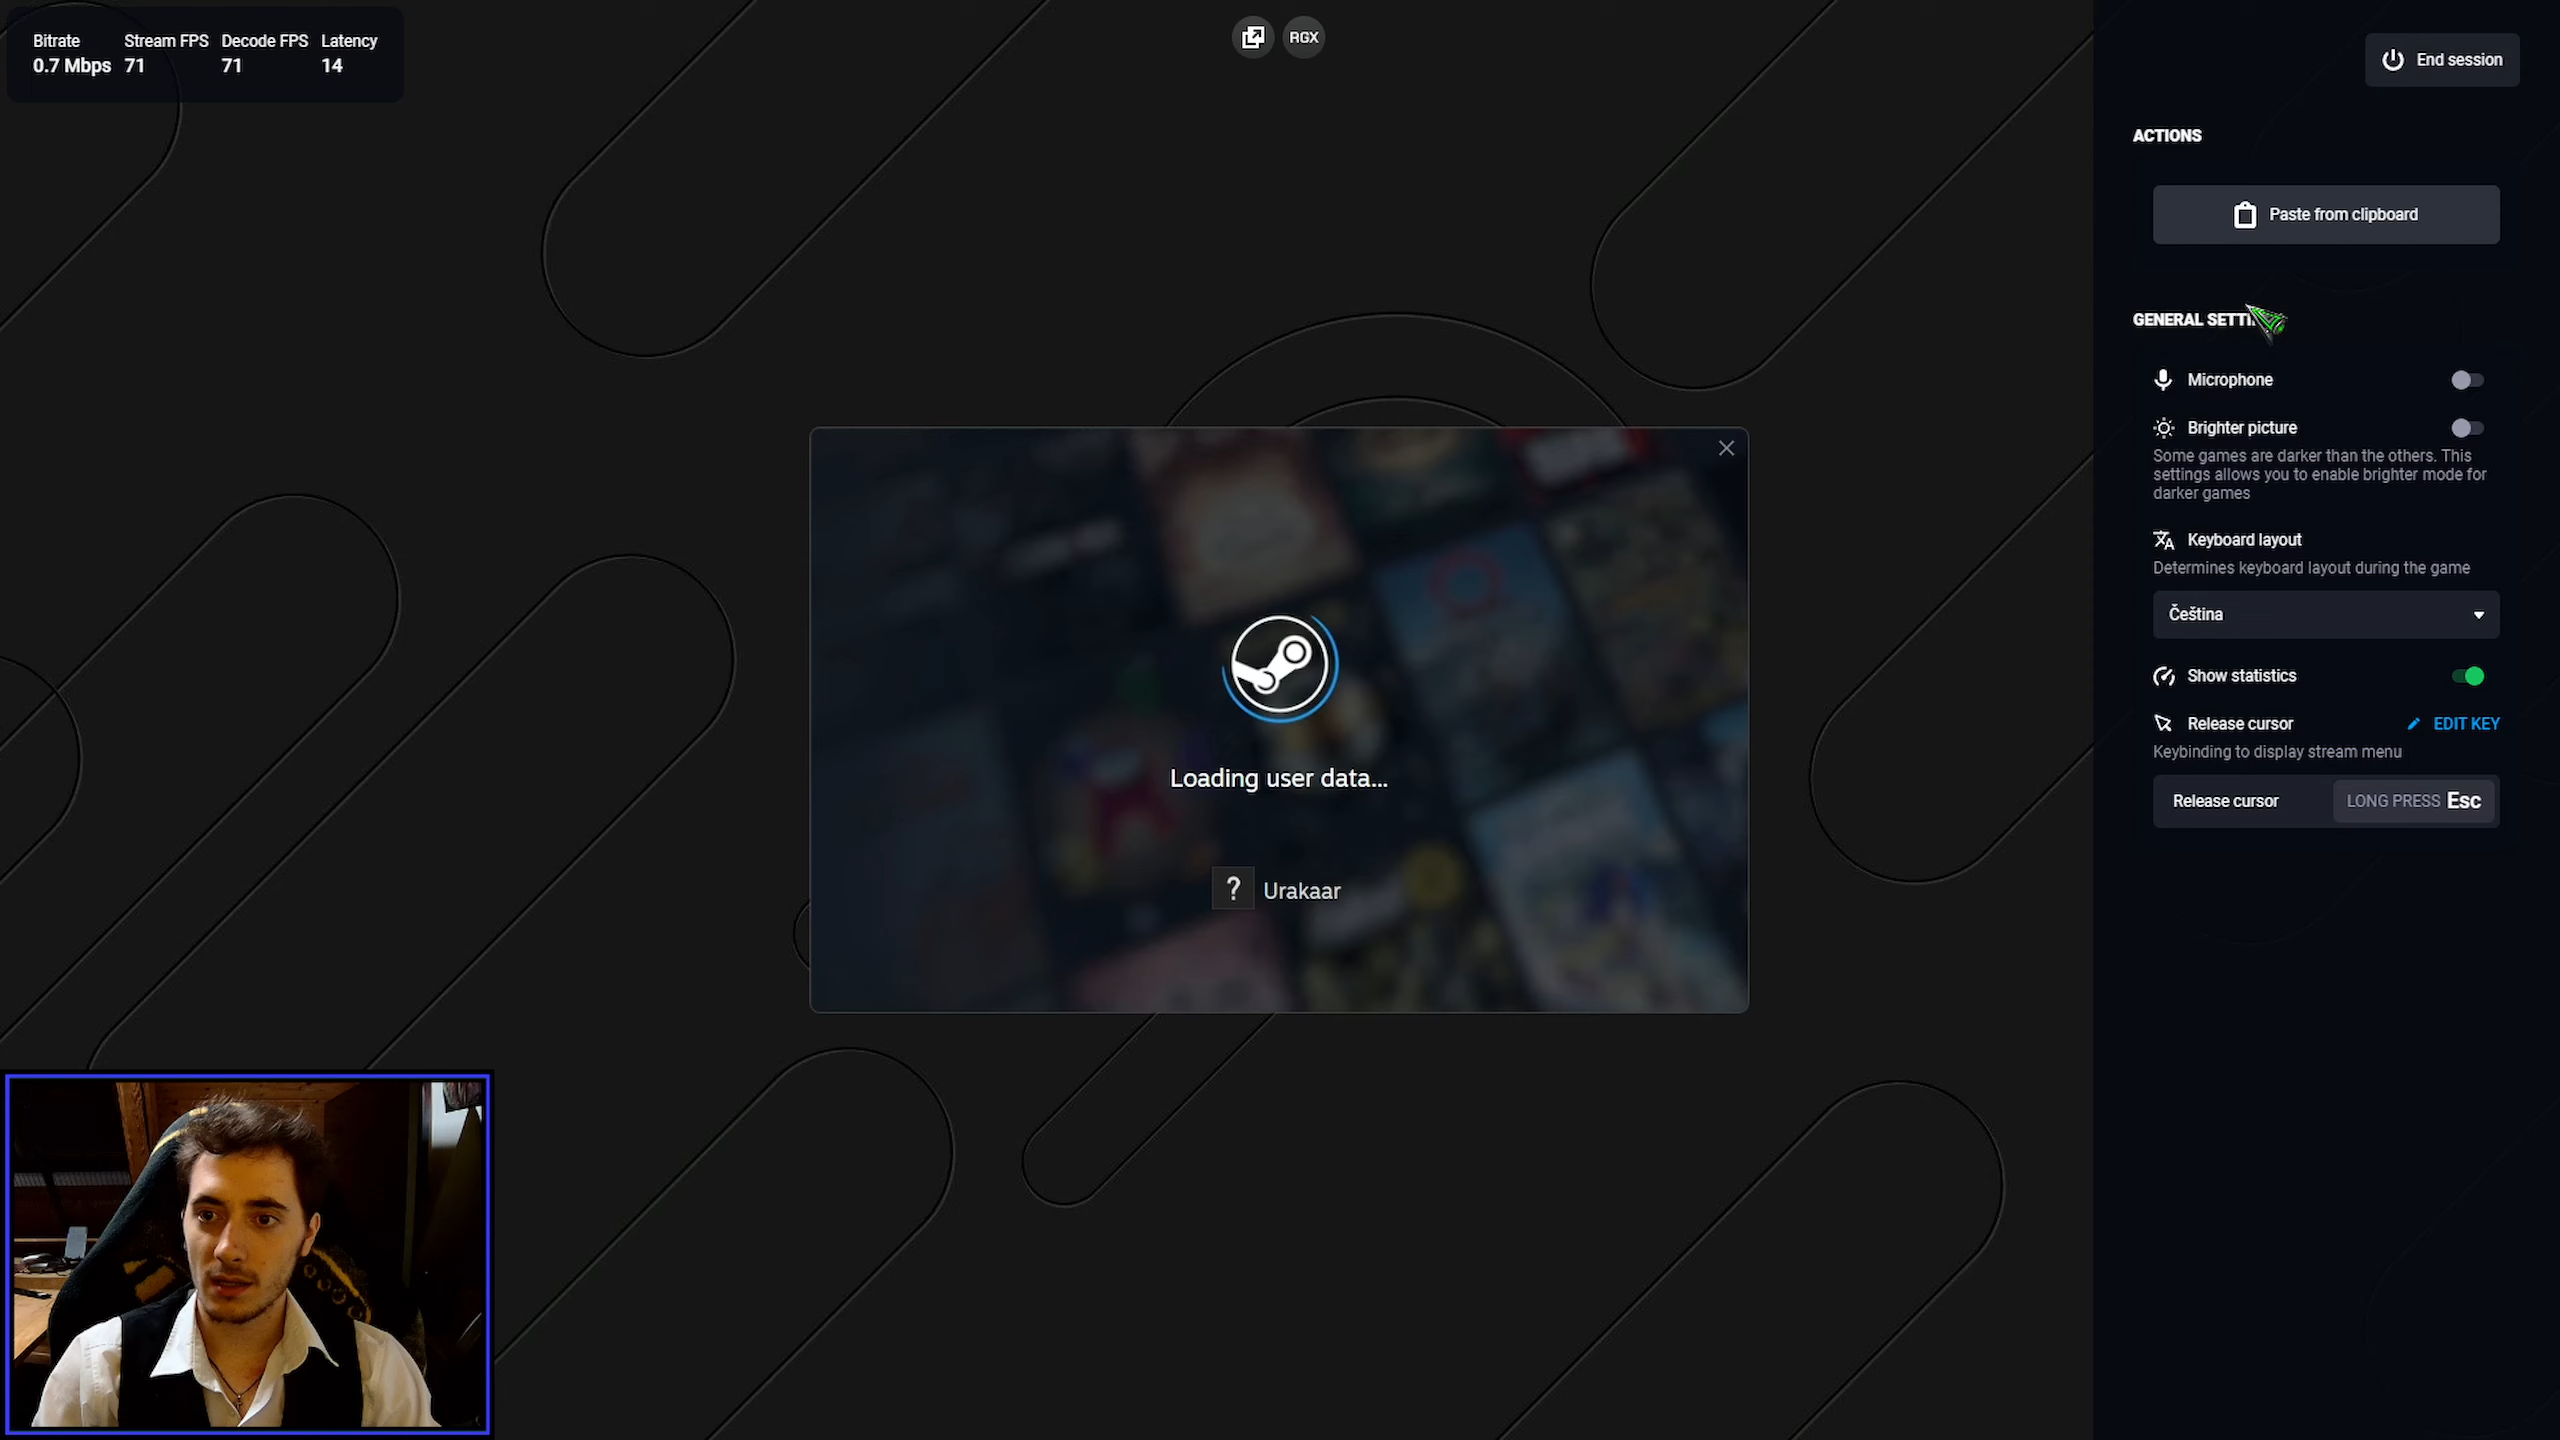 Bitrate Stream FPS Decode FPS Latency
0.7 Mbps 71 71 14
RGX
End session
ACTIONS
Paste from clipboard
GENERAL SETTI
Microphone
Brighter picture
Some games are darker than the others. This
settings allows you to enable brighter mode for
darker games
Keyboard layout
Determines keyboard layout during the game
Čeština
Show statistics
Release cursor EDIT KEY
Keybinding to display stream menu
Release cursor LONG PRESS Esc
Loading user data...
? Urakaar